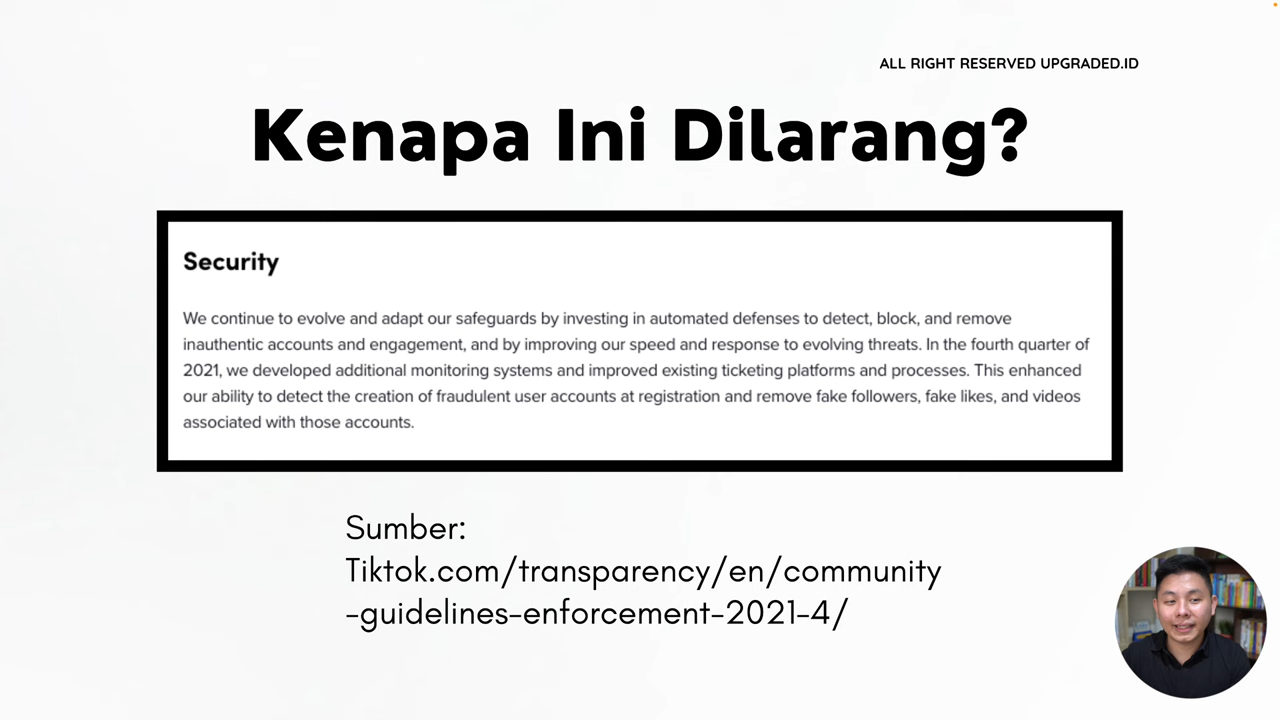 ALL RIGHT RESERVED UPGRADED.ID
Kenapa Ini Dilarang?
Security
We continue to evolve and adapt our safeguards by investing in automated defenses to detect, block, and remove
inauthentic accounts and engagement, and by improving our speed and response to evolving threats. In the fourth quarter of
2021, we developed additional monitoring systems and improved existing ticketing platforms and processes. This enhanced
our ability to detect the creation of fraudulent user accounts at registration and remove fake followers, fake likes, and videos
associated with those accounts.
Sumber:
Tiktok.com/transparency/en/community
-guidelines-enforcement-2021-4/